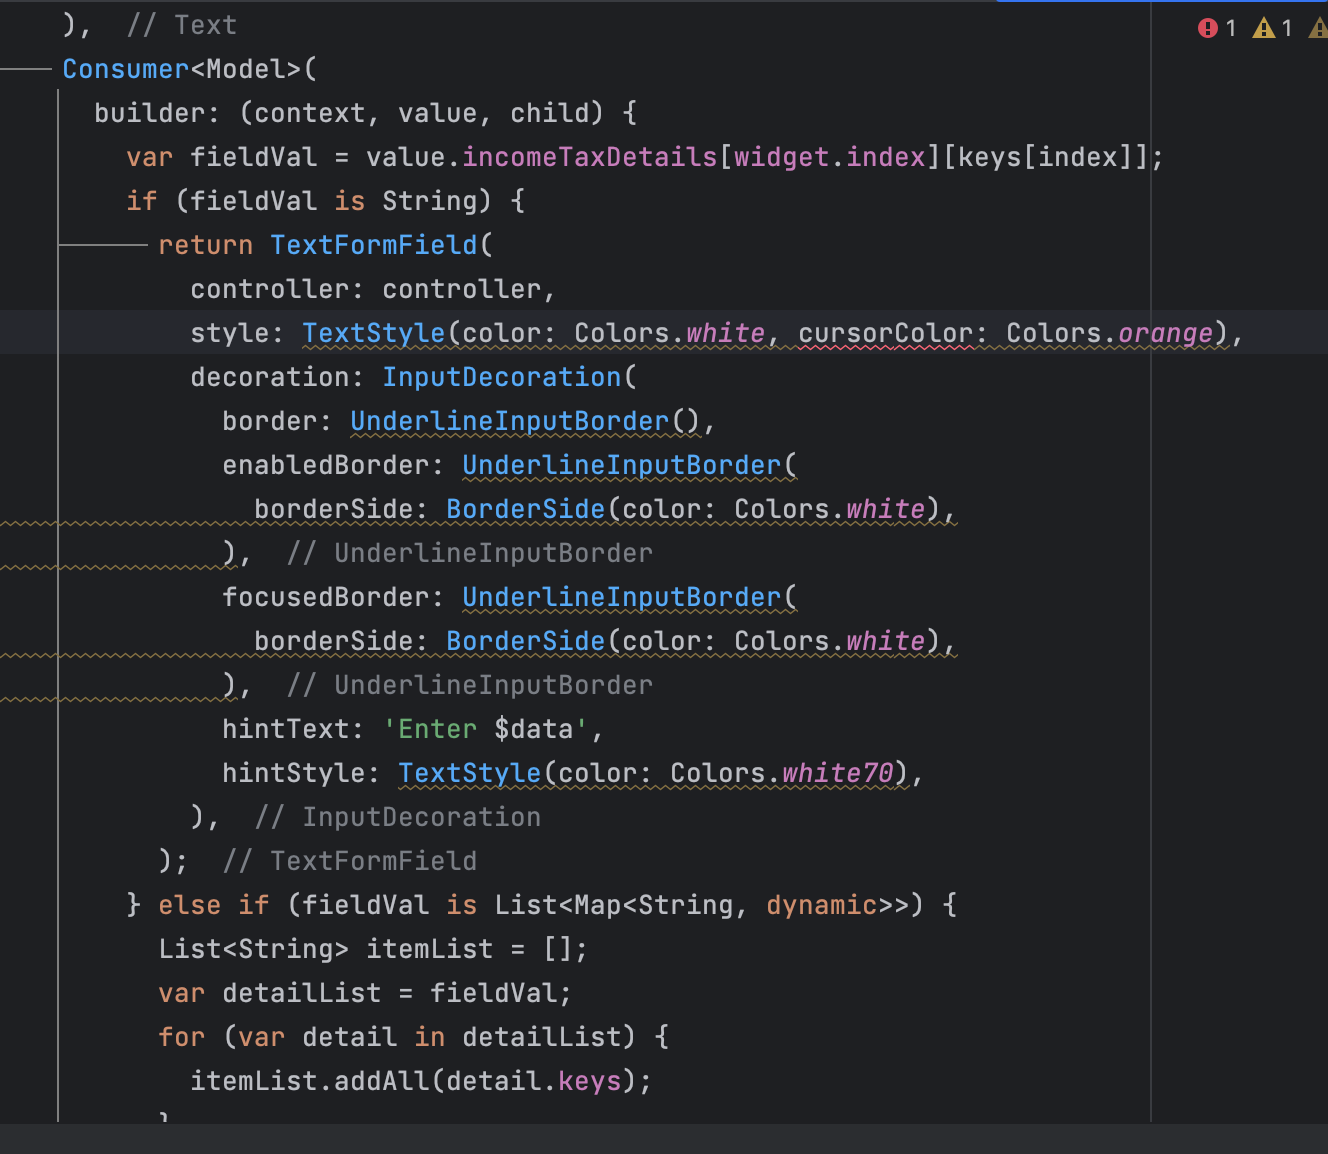 ),  // Text
1 1
Consumer<Model>(
builder: (context, value, child) {
var fieldVal = value.incomeTaxDetails[widget.index][keys[index]];
if (fieldVal is String) {
return TextFormField(
controller: controller,
style: TextStyle(color: Colors.white, cursorColor: Colors.orange),
decoration: InputDecoration(
border: UnderlineInputBorder(),
enabledBorder: UnderlineInputBorder(
borderSide: BorderSide(color: Colors.white),
),  // UnderlineInputBorder
focusedBorder: UnderlineInputBorder(
borderSide: BorderSide(color: Colors.white),
),  // UnderlineInputBorder
hintText: 'Enter $data',
hintStyle: TextStyle(color: Colors.white70),
),  // InputDecoration
);  // TextFormField
} else if (fieldVal is List<Map<String, dynamic>>) {
List<String> itemList = [];
var detailList = fieldVal;
for (var detail in detailList) {
itemList.addAll(detail.keys);
}